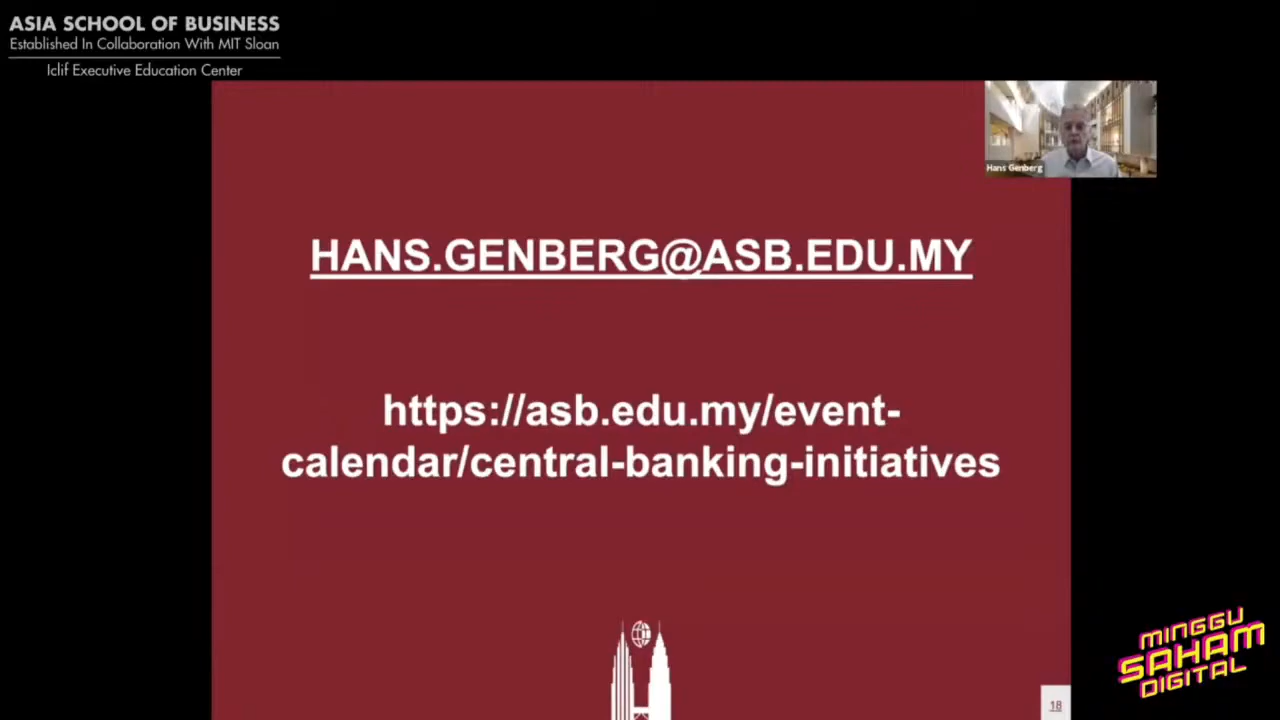 ASIA SCHOOL OF BUSINESS
Established In Collaboration With MIT Sloan
Iclif Executive Education Center
Hans Genberg
HANS.GENBERG@ASB.EDU.MY
https://asb.edu.my/event-
calendar/central-banking-initiatives
MINGGU
SAHAM
DIGITAL
18